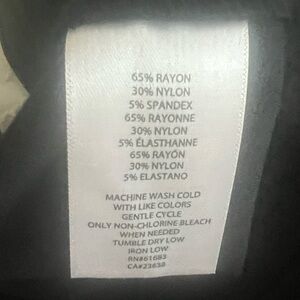 65% RAYON
30% NYLON
5% SPANDEX
65% RAYONNE
30% NYLON
5% ÉLASTHANNE
65% RAYÓN
30% NYLON
5% ELASTANO
MACHINE WASH COLD
WITH LIKE COLORS
GENTLE CYCLE
ONLY NON-CHLORINE BLEACH
WHEN NEEDED
TUMBLE DRY LOW
IRON LOW
RN#61683
CA#23638